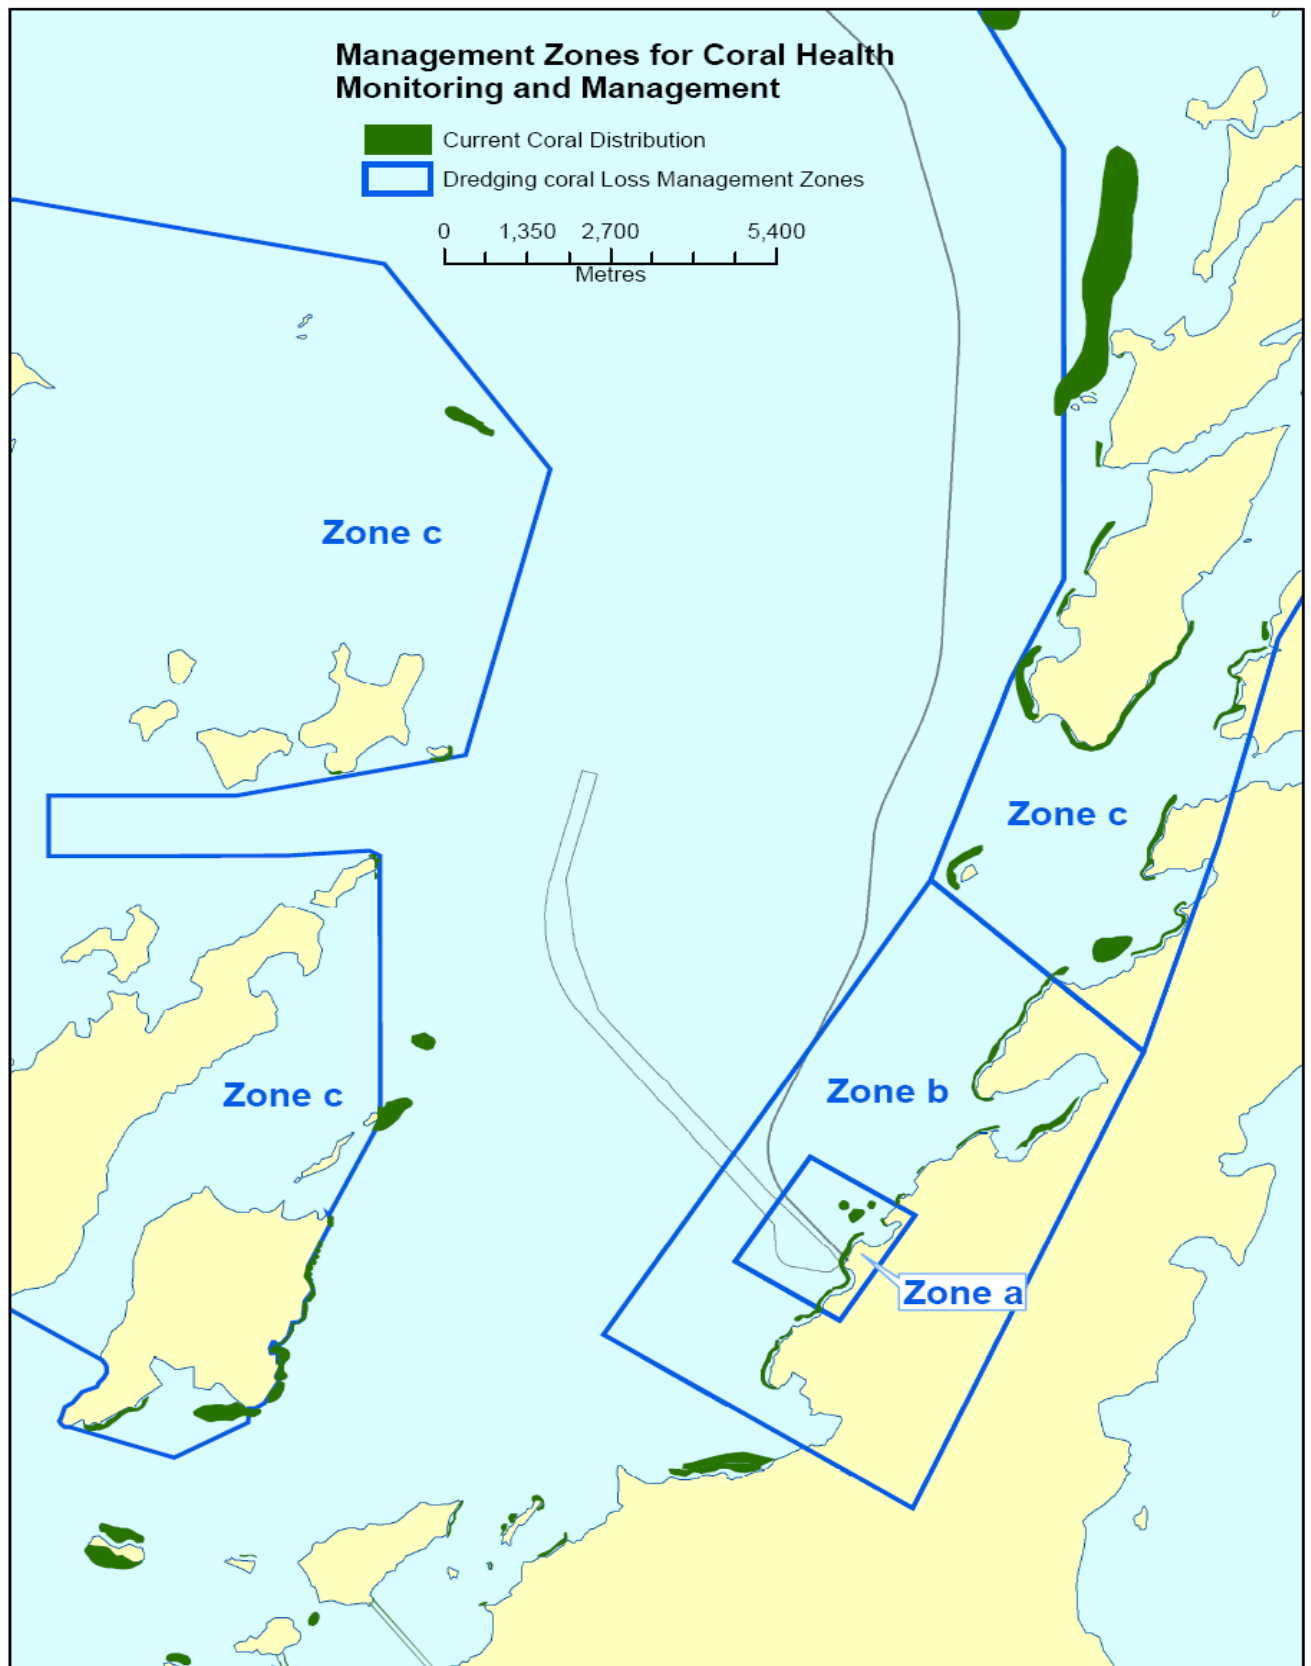 Management Zones for Coral Health
Monitoring and Management
Current Coral Distribution
Dredging coral Loss Management Zones
0 1,350 2,700 5,400
Metres
Zone c
Zone c
Zone c
Zone b
Zone a